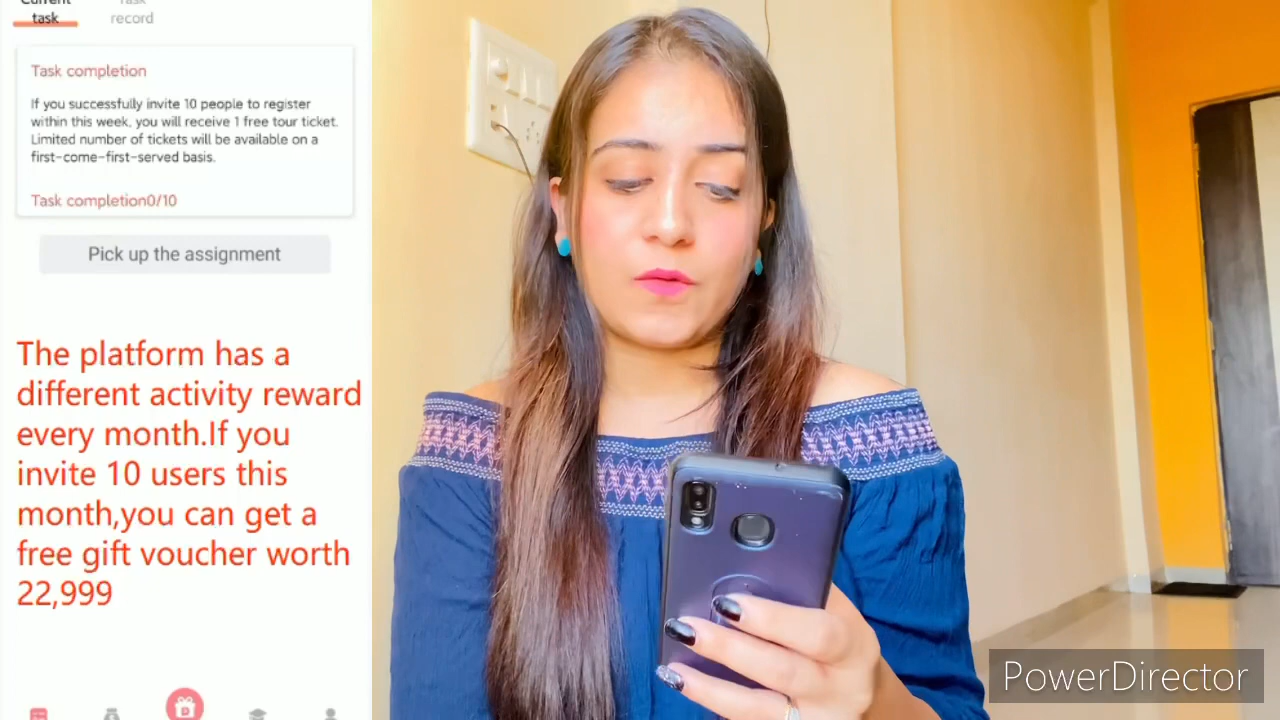 Current
task
Task
record
Task completion
If you successfully invite 10 people to register
within this week, you will receive 1 free tour ticket.
Limited number of tickets will be available on a
first-come-first-served basis.
Task completion0/10
Pick up the assignment
The platform has a
different activity reward
every month.If you
invite 10 users this
month,you can get a
free gift voucher worth
22,999
PowerDirector